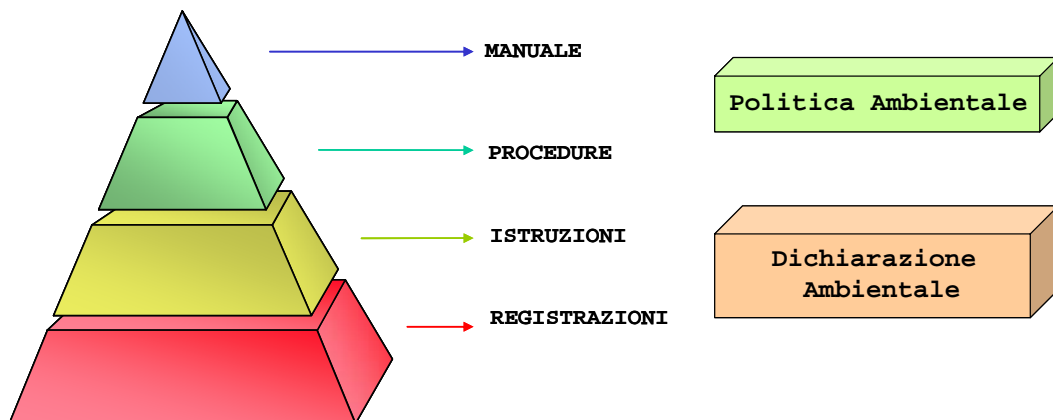 MANUALE
PROCEDURE
ISTRUZIONI
REGISTRAZIONI
Politica Ambientale
Dichiarazione
Ambientale